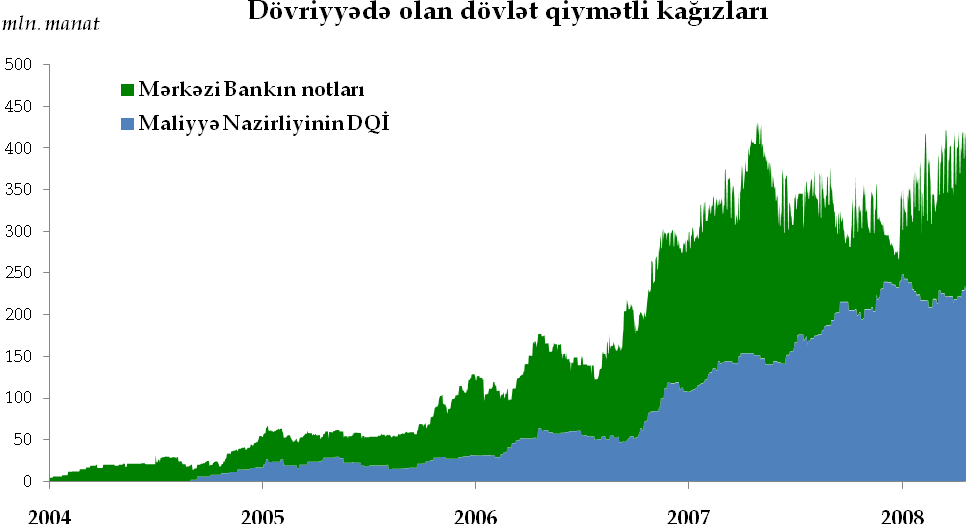 Dövriyyədə olan dövlət qiymətli kağızları
mln. manat
500
450
400
350
300
250
200
150
100
50
0
Mərkəzi Bankın notları
Maliyyə Nazirliyinin DQİ
2004 2005 2006 2007 2008